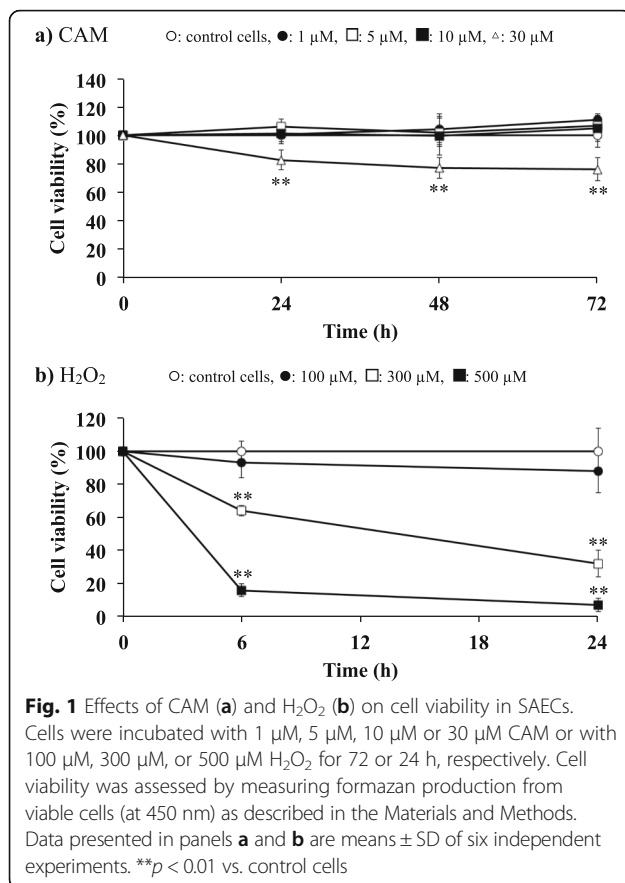 a) CAM ○: control cells, ●: 1 µM, □: 5 µM, ■: 10 µM, △: 30 µM
140
120
100
80
60
40
20
0
Cell viability (%)
** ** **
0 24 48 72
Time (h)
b) H₂O₂ ○: control cells, ●: 100 µM, □: 300 µM, ■: 500 µM
120
100
80
60
40
20
0
Cell viability (%)
**
**
**
**
0 6 12 18 24
Time (h)
Fig. 1 Effects of CAM (a) and H₂O₂ (b) on cell viability in SAECs.
Cells were incubated with 1 µM, 5 µM, 10 µM or 30 µM CAM or with
100 µM, 300 µM, or 500 µM H₂O₂ for 72 or 24 h, respectively. Cell
viability was assessed by measuring formazan production from
viable cells (at 450 nm) as described in the Materials and Methods.
Data presented in panels a and b are means ± SD of six independent
experiments. **p < 0.01 vs. control cells